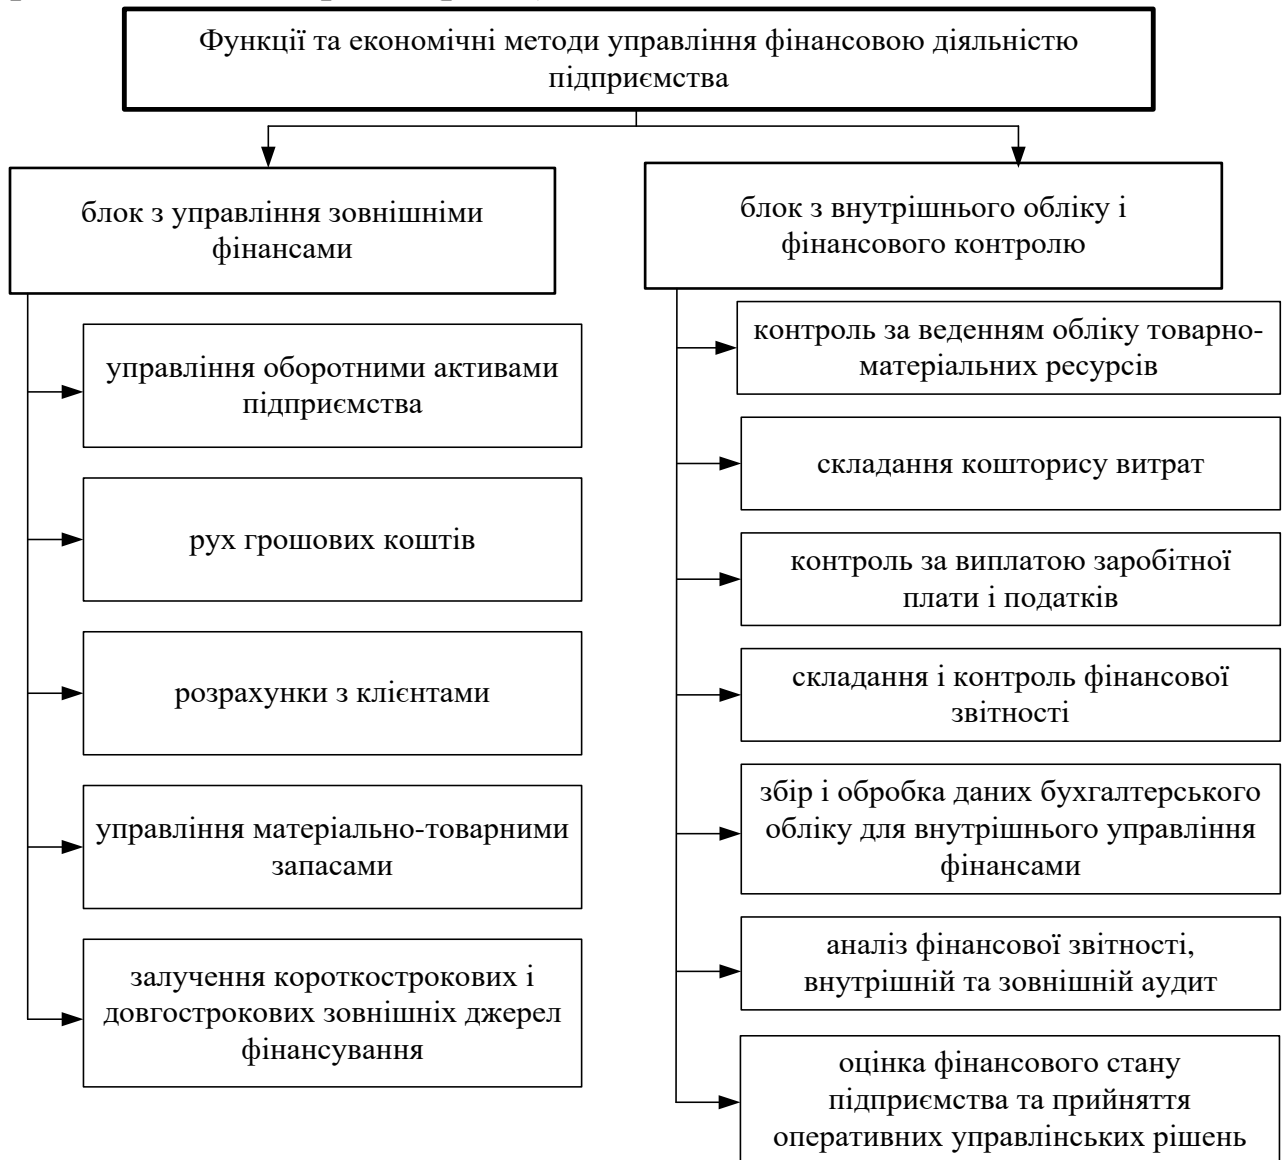 Функції та економічні методи управління фінансовою діяльністю
підприємства
блок з управління зовнішніми
фінансами
управління оборотними активами
підприємства
рух грошових коштів
розрахунки з клієнтами
управління матеріально-товарними
запасами
залучення короткострокових і
довгострокових зовнішніх джерел
фінансування
блок з внутрішнього обліку і
фінансового контролю
контроль за веденням обліку товарно-
матеріальних ресурсів
складання кошторису витрат
контроль за виплатою заробітної
плати і податків
складання і контроль фінансової
звітності
збір і обробка даних бухгалтерського
обліку для внутрішнього управління
фінансами
аналіз фінансової звітності,
внутрішній та зовнішній аудит
оцінка фінансового стану
підприємства та прийняття
оперативних управлінських рішень